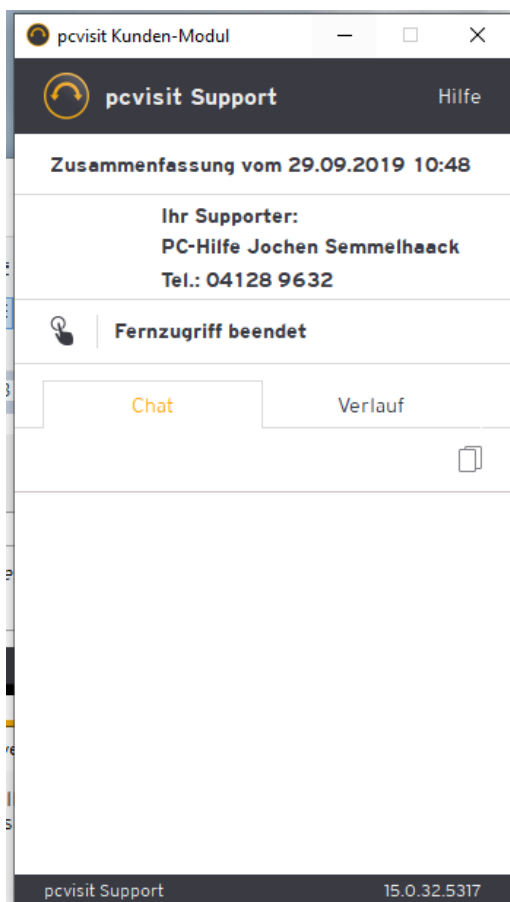 pcvisit Kunden-Modul
pcvisit Support
Hilfe
Zusammenfassung vom 29.09.2019 10:48
Ihr Supporter:
PC-Hilfe Jochen Semmelhaack
Tel.: 04128 9632
Fernzugriff beendet
Chat
Verlauf
pcvisit Support
15.0.32.5317